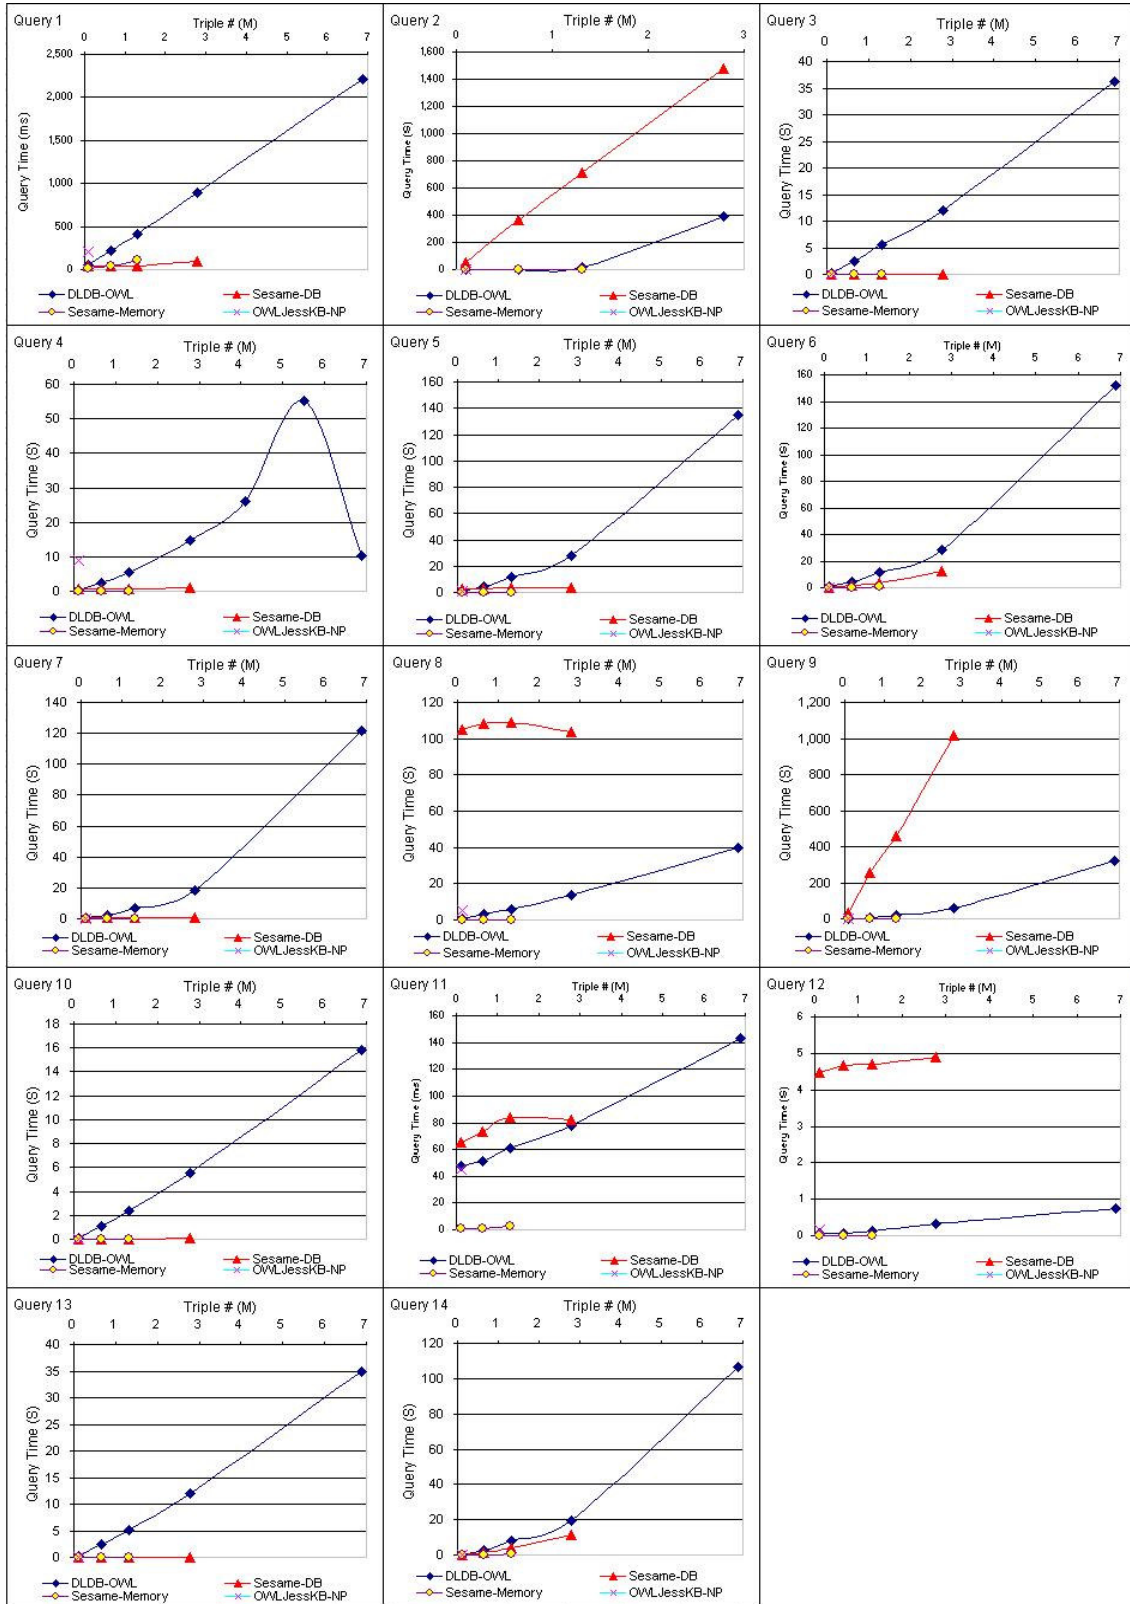 Query 1
Triple # (M)
0 1 2 3 4 5 6 7
2,500
2,000
1,500
1,000
500
0
Query Time (ms)
DLDB-OWL
Sesame-DB
Sesame-Memory
OWLJessKB-NP
Query 2
Triple # (M)
0 1 2 3
1,600
1,400
1,200
1,000
800
600
400
200
0
Query Time (S)
DLDB-OWL
Sesame-DB
Sesame-Memory
OWLJessKB-NP
Query 3
Triple # (M)
0 1 2 3 4 5 6 7
40
35
30
25
20
15
10
5
0
Query Time (S)
DLDB-OWL
Sesame-DB
Sesame-Memory
OWLJessKB-NP
Query 4
Triple # (M)
0 1 2 3 4 5 6 7
60
50
40
30
20
10
0
Query Time (S)
DLDB-OWL
Sesame-DB
Sesame-Memory
OWLJessKB-NP
Query 5
Triple # (M)
0 1 2 3 4 5 6 7
160
140
120
100
80
60
40
20
0
Query Time (S)
DLDB-OWL
Sesame-DB
Sesame-Memory
OWLJessKB-NP
Query 6
Triple # (M)
0 1 2 3 4 5 6 7
160
140
120
100
80
60
40
20
0
Query Time (S)
DLDB-OWL
Sesame-DB
Sesame-Memory
OWLJessKB-NP
Query 7
Triple # (M)
0 1 2 3 4 5 6 7
140
120
100
80
60
40
20
0
Query Time (S)
DLDB-OWL
Sesame-DB
Sesame-Memory
OWLJessKB-NP
Query 8
Triple # (M)
0 1 2 3 4 5 6 7
120
100
80
60
40
20
0
Query Time (S)
DLDB-OWL
Sesame-DB
Sesame-Memory
OWLJessKB-NP
Query 9
Triple # (M)
0 1 2 3 4 5 6 7
1,200
1,000
800
600
400
200
0
Query Time (S)
DLDB-OWL
Sesame-DB
Sesame-Memory
OWLJessKB-NP
Query 10
Triple # (M)
0 1 2 3 4 5 6 7
18
16
14
12
10
8
6
4
2
0
Query Time (S)
DLDB-OWL
Sesame-DB
Sesame-Memory
OWLJessKB-NP
Query 11
Triple # (M)
0 1 2 3 4 5 6 7
160
140
120
100
80
60
40
20
0
Query Time (ms)
DLDB-OWL
Sesame-DB
Sesame-Memory
OWLJessKB-NP
Query 12
Triple # (M)
0 1 2 3 4 5 6 7
6
5
4
3
2
1
0
Query Time (S)
DLDB-OWL
Sesame-DB
Sesame-Memory
OWLJessKB-NP
Query 13
Triple # (M)
0 1 2 3 4 5 6 7
40
35
30
25
20
15
10
5
0
Query Time (S)
DLDB-OWL
Sesame-DB
Sesame-Memory
OWLJessKB-NP
Query 14
Triple # (M)
0 1 2 3 4 5 6 7
120
100
80
60
40
20
0
Query Time (S)
DLDB-OWL
Sesame-DB
Sesame-Memory
OWLJessKB-NP